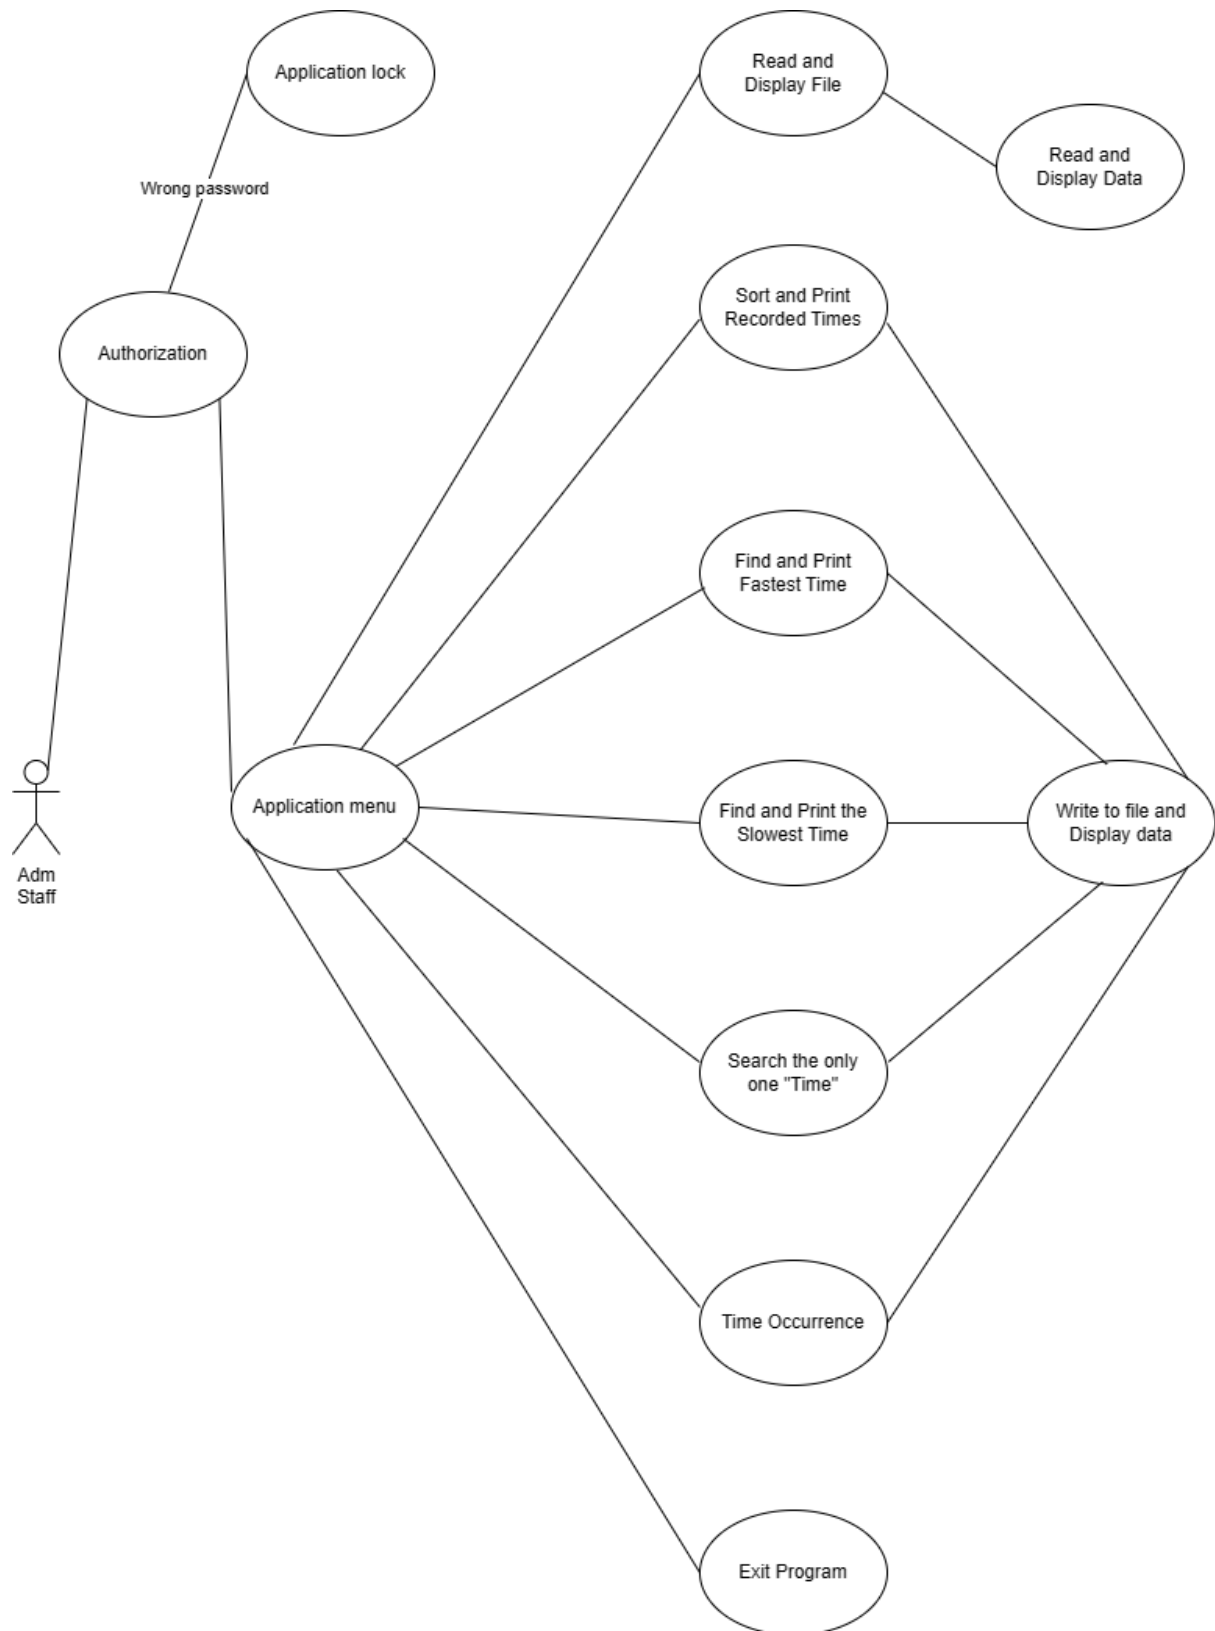 Application lock
Read and
Display File
Read and
Display Data
Wrong password
Sort and Print
Recorded Times
Authorization
Find and Print
Fastest Time
Application menu
Find and Print the
Slowest Time
Write to file and
Display data
Adm
Staff
Search the only
one "Time"
Time Occurrence
Exit Program